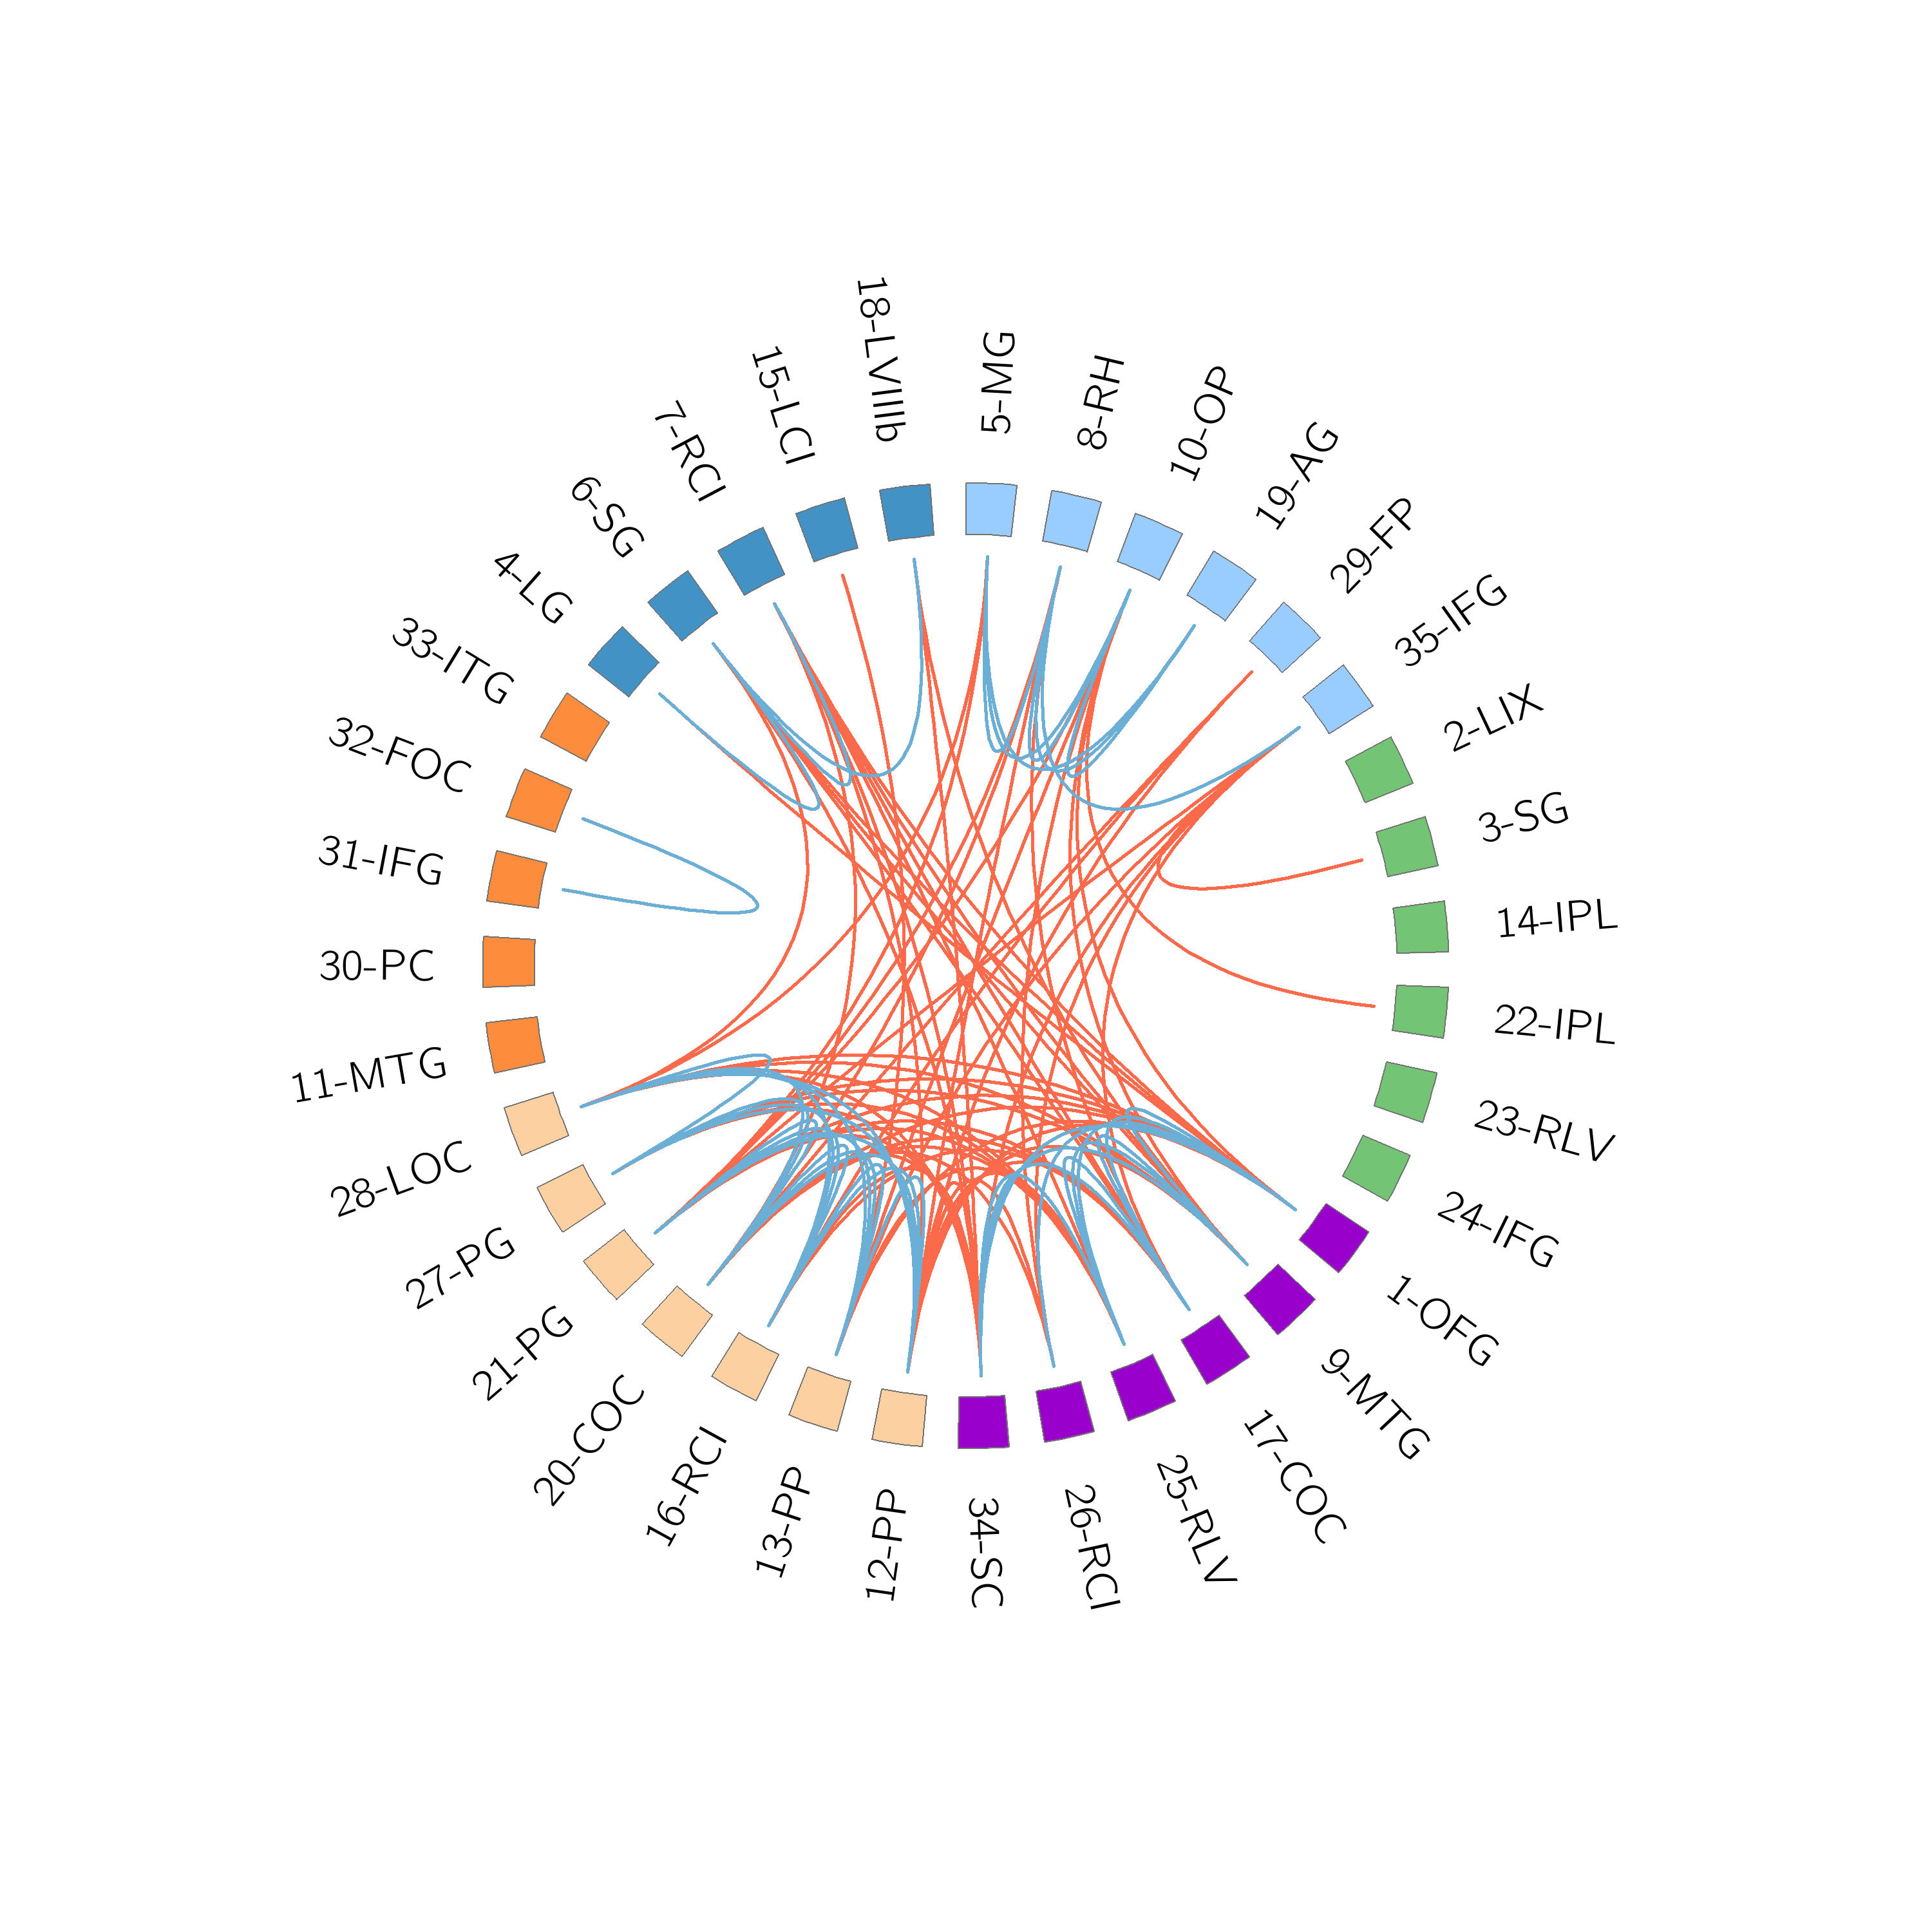 5-MG
8-RH
10-OP
19-AG
29-FP
35-IFG
2-LIX
3-SG
14-IPL
22-IPL
23-RLV
24-IFG
1-OFG
9-MTG
17-COC
25-RLV
26-RCI
34-SC
12-PP
13-PP
16-RCI
20-COC
21-PG
27-PG
28-LOC
11-MTG
30-PC
31-IFG
32-FOC
33-ITG
4-LG
6-SG
7-RCI
15-LCI
18-LVIIIb